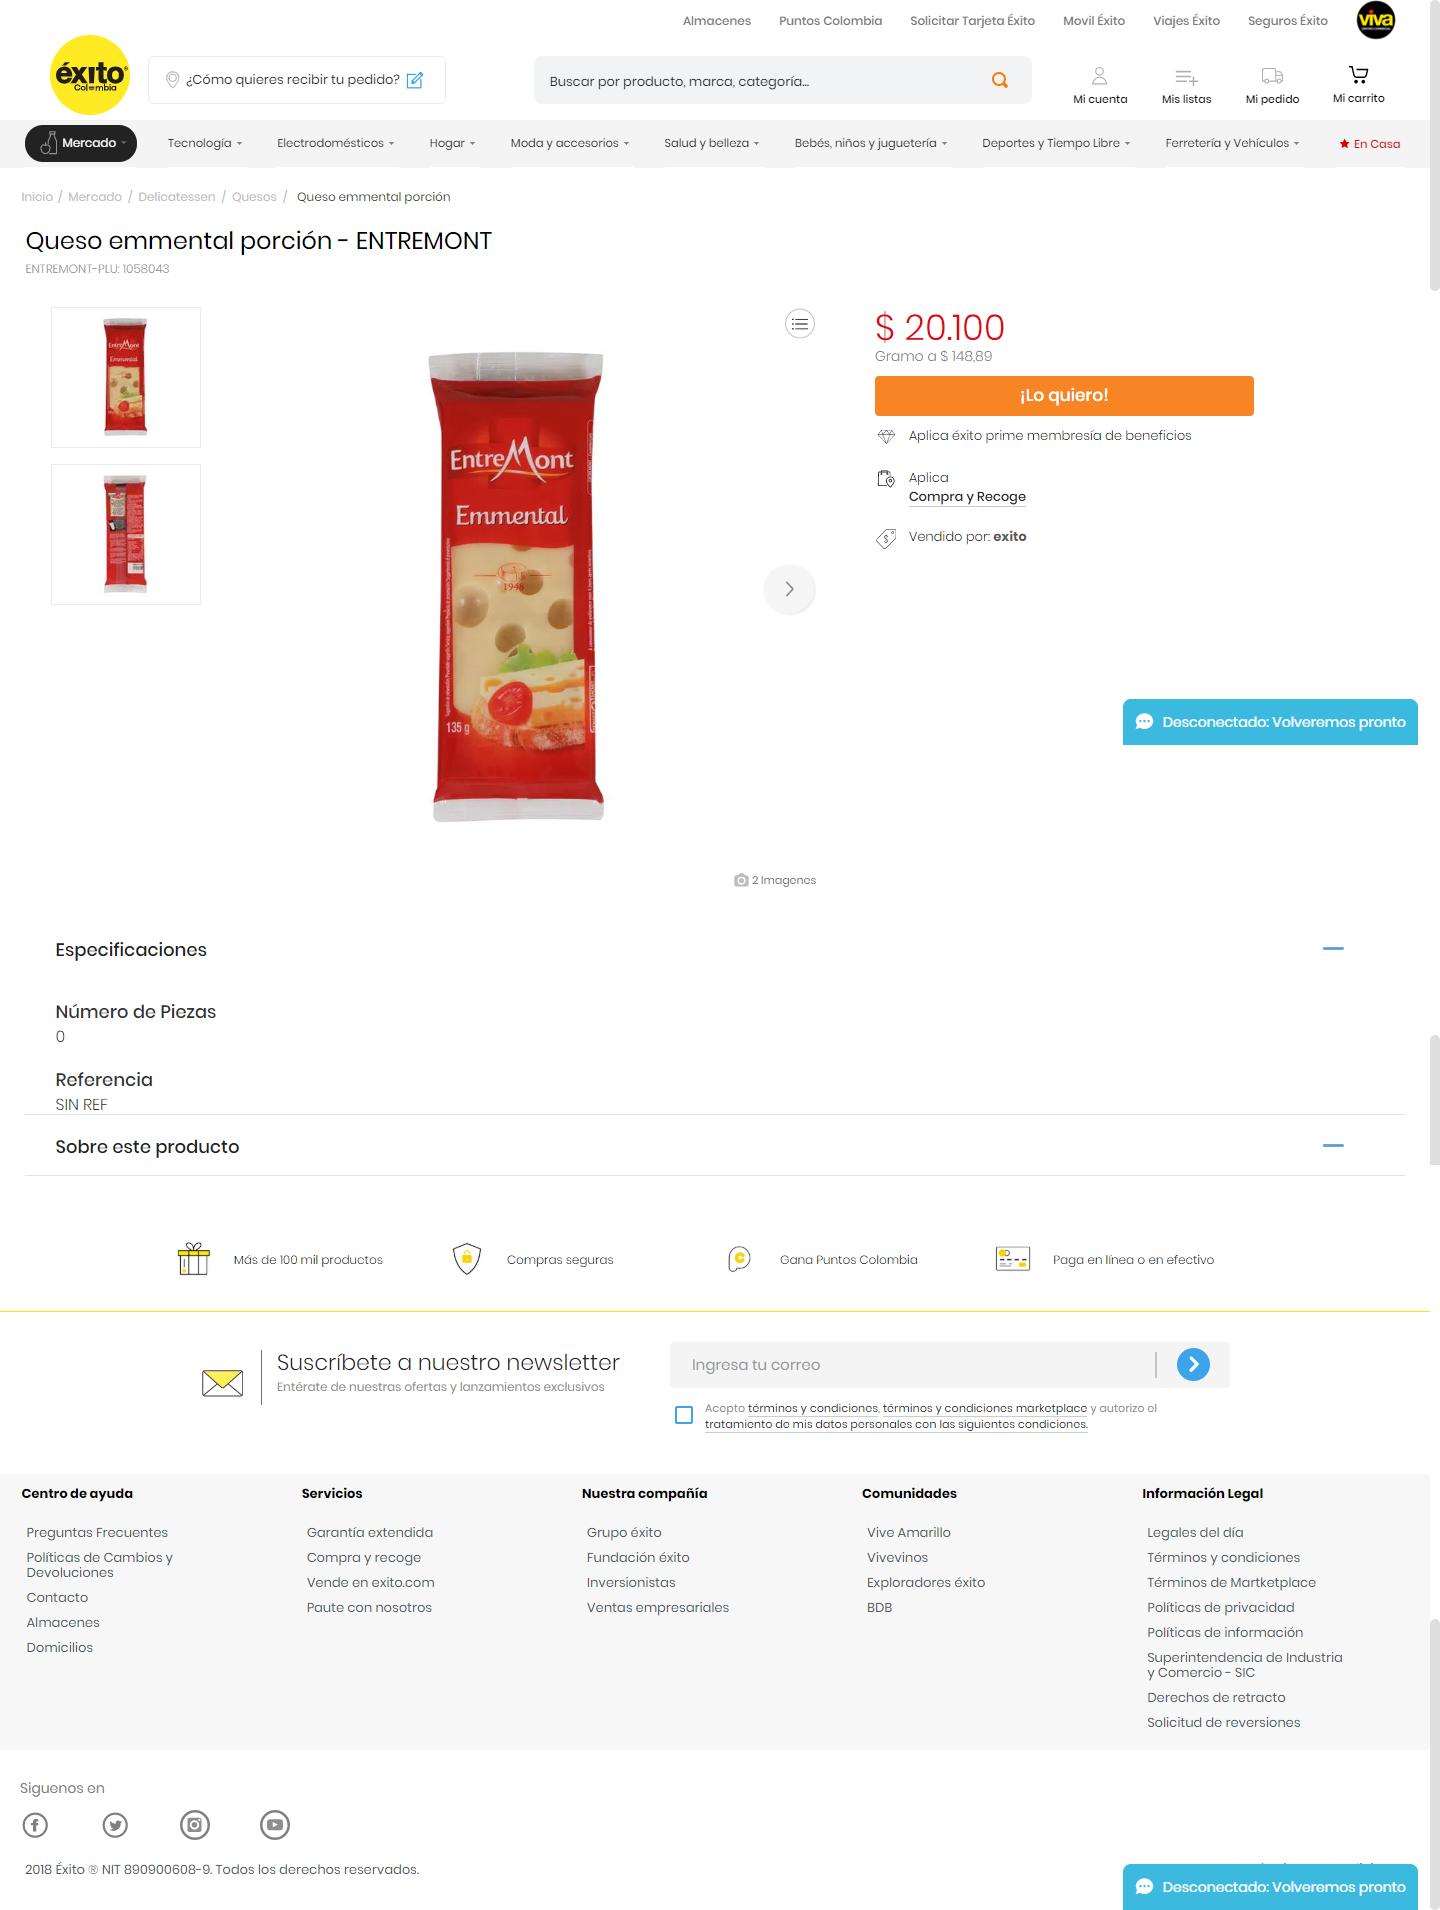 Almacenes Puntos Colombia Solicitar Tarjeta Éxito Movil Éxito Viajes Éxito Seguros Éxito viva
éxito
Colombia
¿Cómo quieres recibir tu pedido?
Buscar por producto, marca, categoría...
Mi cuenta Mis listas Mi pedido Mi carrito
Mercado Tecnología Electrodomésticos Hogar Moda y accesorios Salud y belleza Bebés, niños y juguetería Deportes y Tiempo Libre Ferretería y Vehículos En Casa
Inicio / Mercado / Delicatessen / Quesos / Queso emmental porción
Queso emmental porción - ENTREMONT
ENTREMONT-PLU: 1058043
EntreMont
Emmental
EntreMont
Emmental
1948
135 g
$ 20.100
Gramo a $ 148,89
¡Lo quiero!
Aplica éxito prime membresía de beneficios
Aplica
Compra y Recoge
Vendido por: exito
Desconectado: Volveremos pronto
2 Imagenes
Especificaciones
Número de Piezas
0
Referencia
SIN REF
Sobre este producto
Más de 100 mil productos Compras seguras Gana Puntos Colombia Paga en línea o en efectivo
Suscríbete a nuestro newsletter
Entérate de nuestras ofertas y lanzamientos exclusivos
Ingresa tu correo
Acepto términos y condiciones, términos y condiciones marketplace y autorizo el
tratamiento de mis datos personales con las siguientes condiciones.
Centro de ayuda
Preguntas Frecuentes
Políticas de Cambios y
Devoluciones
Contacto
Almacenes
Domicilios
Servicios
Garantía extendida
Compra y recoge
Vende en exito.com
Paute con nosotros
Nuestra compañía
Grupo éxito
Fundación éxito
Inversionistas
Ventas empresariales
Comunidades
Vive Amarillo
Vivevinos
Exploradores éxito
BDB
Información Legal
Legales del día
Términos y condiciones
Términos de Martketplace
Políticas de privacidad
Políticas de información
Superintendencia de Industria
y Comercio - SIC
Derechos de retracto
Solicitud de reversiones
Siguenos en
2018 Éxito ® NIT 890900608-9. Todos los derechos reservados.
Desconectado: Volveremos pronto